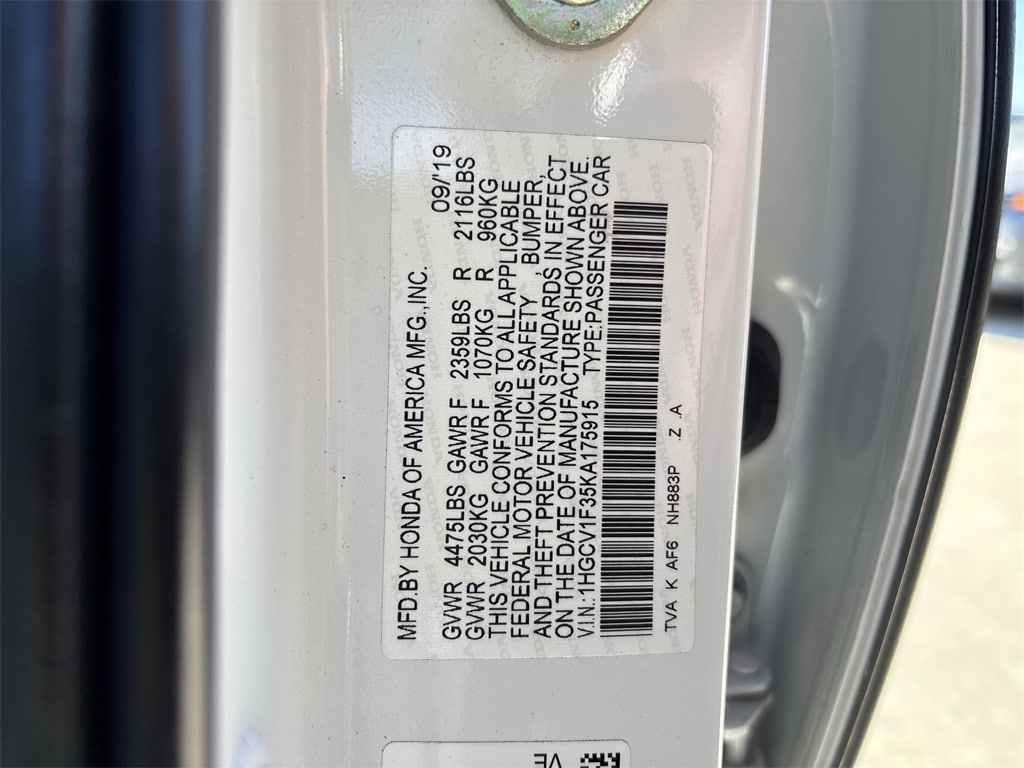 MFD.BY HONDA OF AMERICA MFG.,INC. 09/'19
GVWR 4475LBS GAWR F 2359LBS R 2116LBS
GVWR 2030KG GAWR F 1070KG R 960KG
THIS VEHICLE CONFORMS TO ALL APPLICABLE
FEDERAL MOTOR VEHICLE SAFETY , BUMPER,
AND THEFT PREVENTION STANDARDS IN EFFECT
ON THE DATE OF MANUFACTURE SHOWN ABOVE.
V.I.N.:1HGCV1F35KA175915 TYPE:PASSENGER CAR
TVA K AF6 NH883P .Z .A
VE